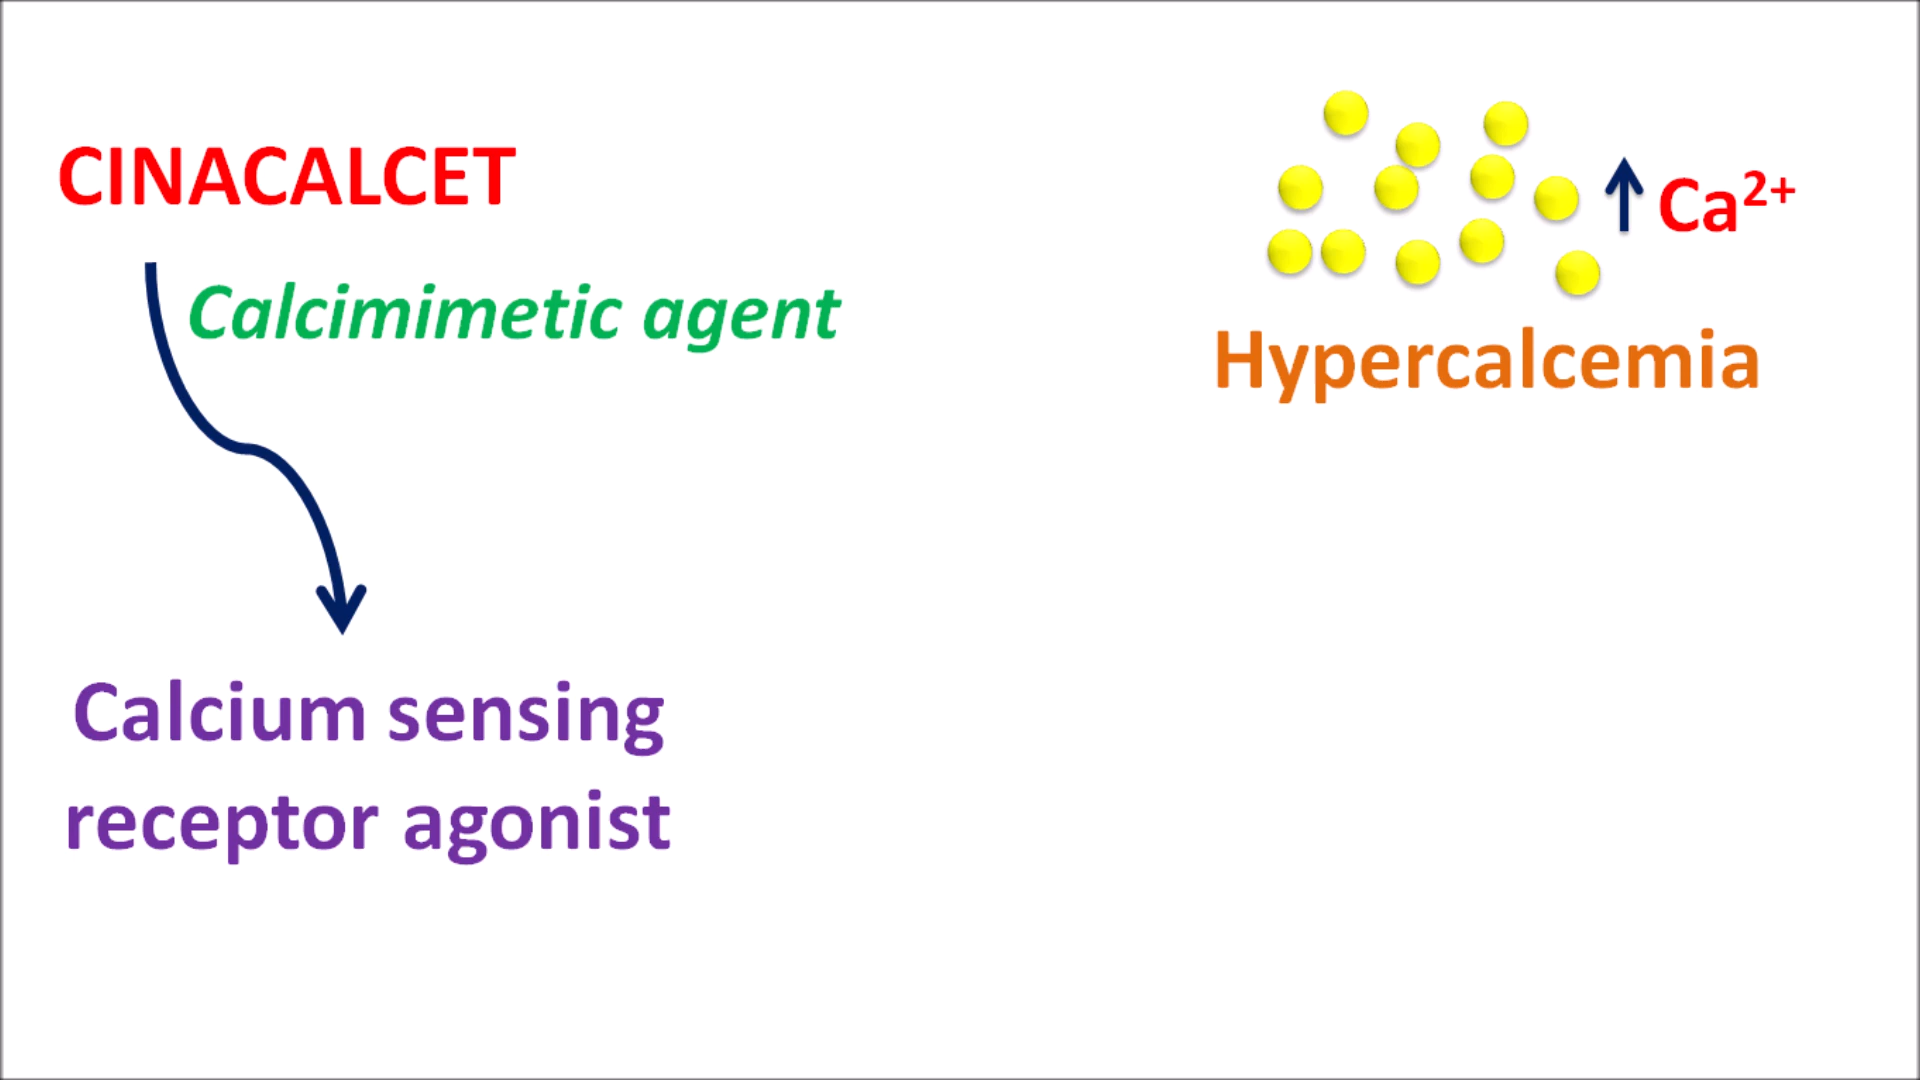 CINACALCET
Calcimimetic agent
Calcium sensing
receptor agonist
Ca²⁺
Hypercalcemia